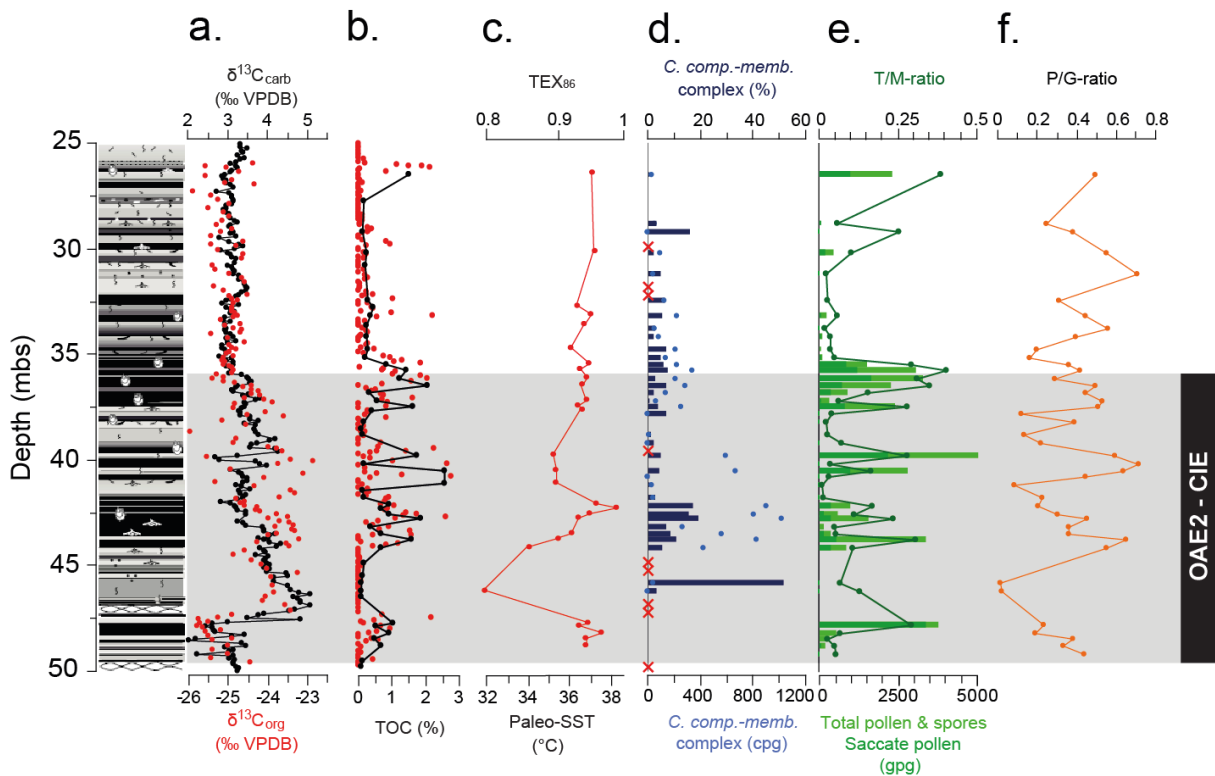 a.
b.
c.
d.
e.
f.
δ¹³Ccarb
(‰ VPDB)
TEX86
C. comp.-memb.
complex (%)
T/M-ratio
P/G-ratio
2 3 4 5
0.8 0.9 1
0 20 40 60
0 0.25 0.5
0 0.2 0.4 0.6 0.8
Depth (mbs)
25
30
35
40
45
50
OAE2 - CIE
-26 -25 -24 -23
0 1 2 3
32 34 36 38
0 400 800 1200
0 5000
δ¹³Corg
(‰ VPDB)
TOC (%)
Paleo-SST
(°C)
C. comp.-memb.
complex (cpg)
Total pollen & spores
Saccate pollen
(gpg)